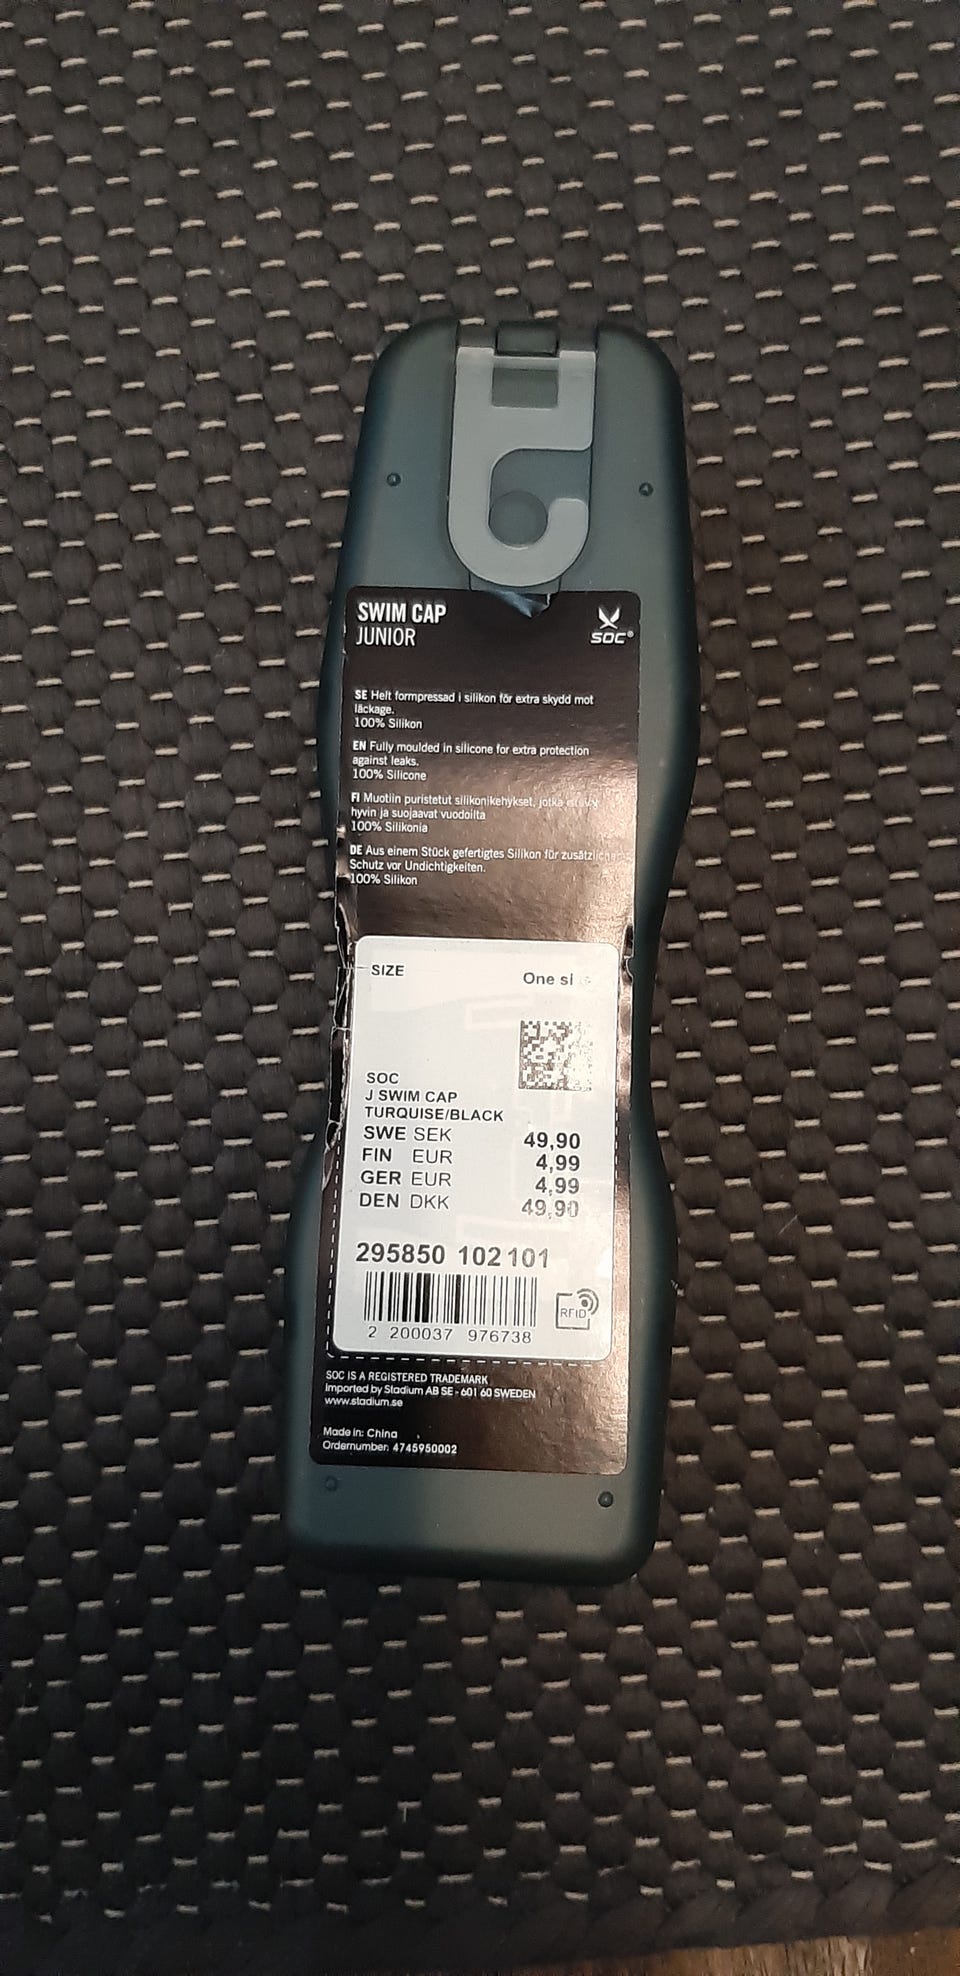 SWIM CAP
JUNIOR
SOC®
SE Helt formpressad i silikon för extra skydd mot
läckage.
100% Silikon
EN Fully moulded in silicone for extra protection
against leaks.
100% Silicone
FI Muotiin puristetut silikonikehykset, jotka
hyvin ja suojaavat vuodoilta
100% Silikonia
DE Aus einem Stück gefertigtes Silikon für
Schutz vor Undichtigkeiten.
100% Silikon
SIZE One
SOC
J SWIM CAP
TURQUISE/BLACK
SWE SEK 49,90
FIN EUR 4,99
GER EUR 4,99
DEN DKK 49,90
295850 102 101
RFID
2 200037 976738
SOC IS A REGISTERED TRADEMARK
Imported by Stadium AB SE - 601 60 SWEDEN
www.stadium.se
Made in: China
Ordernumber: 4745950002